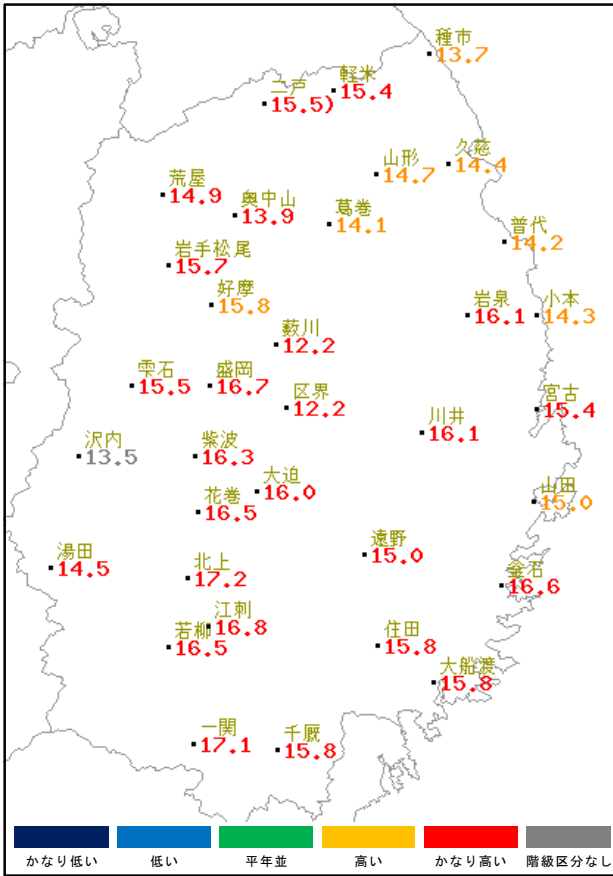 種市
13.7
軽米
15.4
二戸
15.5)
久慈
14.4
山形
14.7
荒屋
14.9
奥中山
13.9
葛巻
14.1
普代
14.2
岩手松尾
15.7
好摩
15.8
岩泉
16.1
小本
14.3
薮川
12.2
雫石
15.5
盛岡
16.7
区界
12.2
宮古
15.4
川井
16.1
沢内
13.5
紫波
16.3
大迫
16.0
花巻
16.5
山田
15.0
遠野
15.0
湯田
14.5
北上
17.2
釜石
16.6
江刺
16.8
若柳
16.5
住田
15.8
大船渡
15.8
一関
17.1
千厩
15.8
かなり低い 低い 平年並 高い かなり高い 階級区分なし